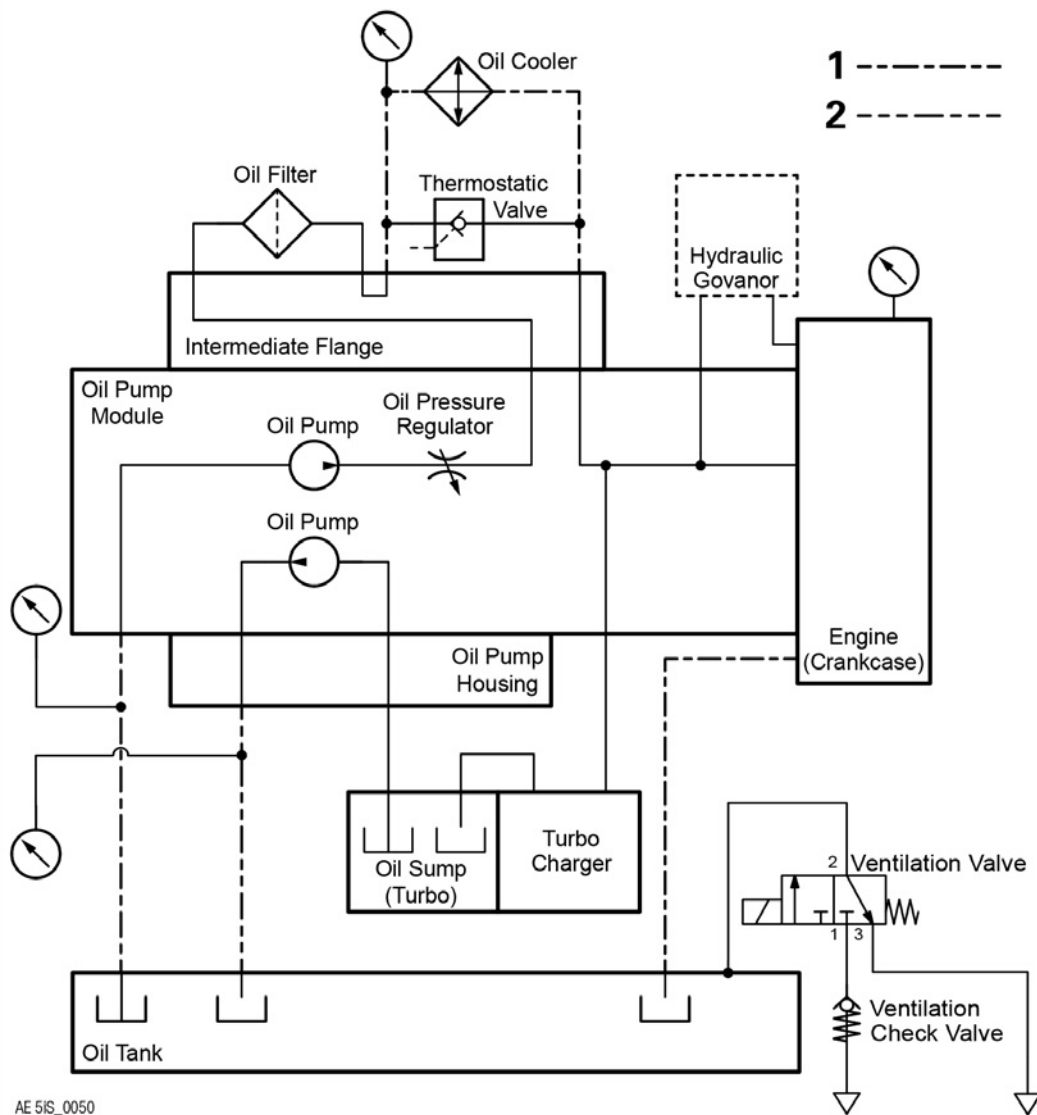 Oil Cooler
1
2
Oil Filter
Thermostatic
Valve
Hydraulic
Govanor
Intermediate Flange
Oil Pump
Module
Oil Pump
Oil Pressure
Regulator
Oil Pump
Engine
(Crankcase)
Oil Pump
Housing
Oil Sump
(Turbo)
Turbo
Charger
2
Ventilation Valve
1
3
Ventilation
Check Valve
Oil Tank
AE 5iS_0050